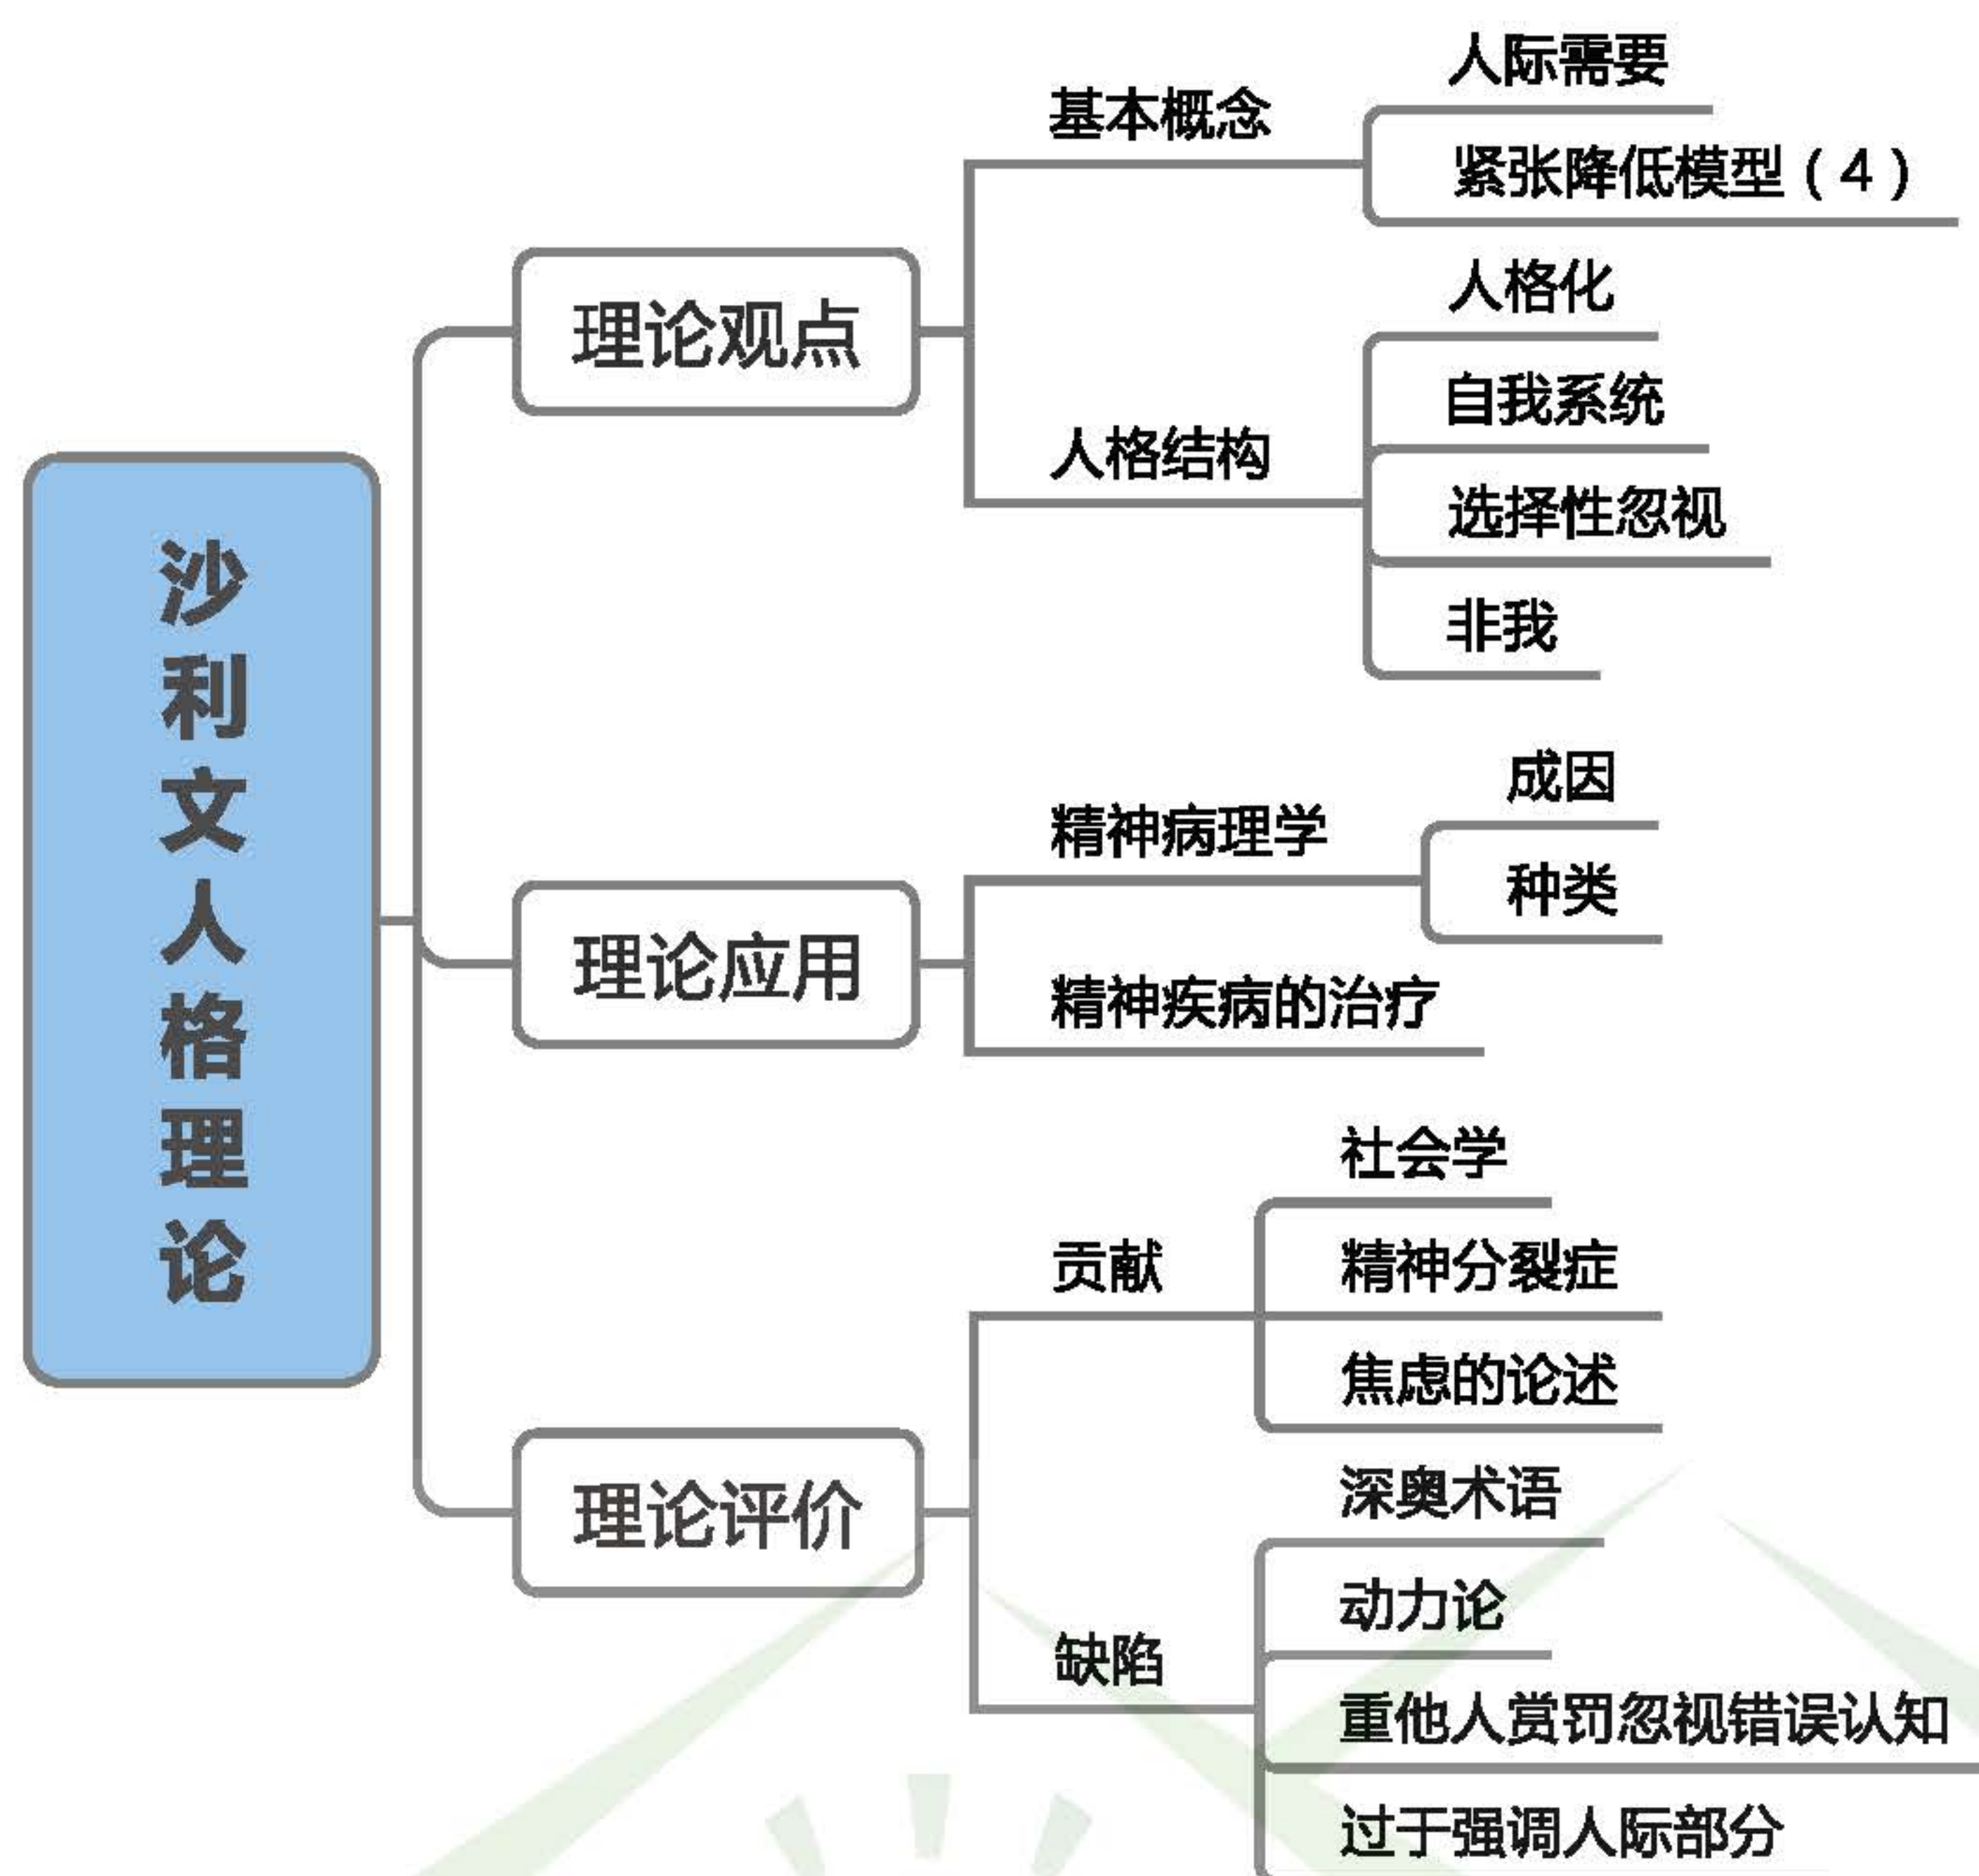 沙利文人格理论
理论观点
基本概念
人际需要
紧张降低模型（4）
人格结构
人格化
自我系统
选择性忽视
非我
理论应用
精神病理学
成因
种类
精神疾病的治疗
理论评价
贡献
社会学
精神分裂症
焦虑的论述
缺陷
深奥术语
动力论
重他人赏罚忽视错误认知
过于强调人际部分